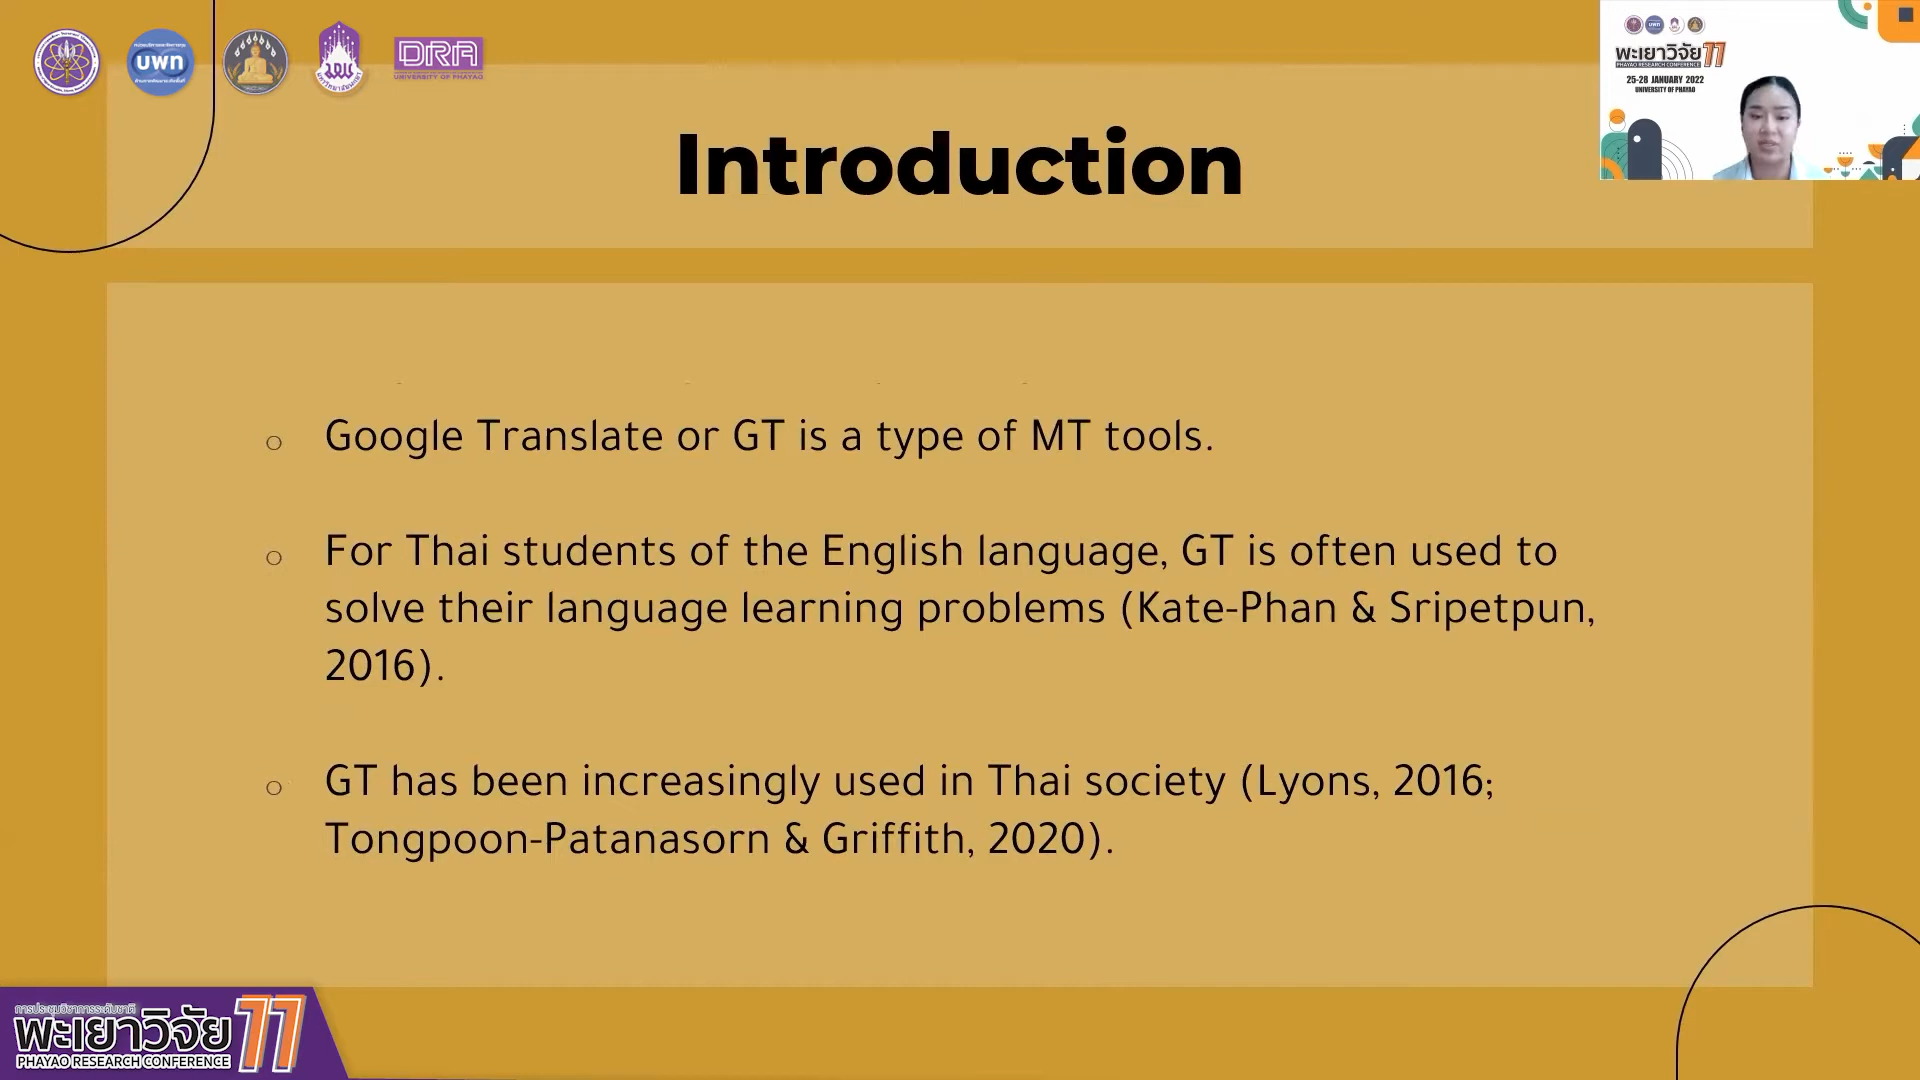 บพท
DRA
UNIVERSITY OF PHAYAO
พะเยาวิจัย 11
PHAYAO RESEARCH CONFERENCE
25-28 JANUARY 2022
UNIVERSITY OF PHAYAO
Introduction
Google Translate or GT is a type of MT tools.
For Thai students of the English language, GT is often used to
solve their language learning problems (Kate-Phan & Sripetpun,
2016).
GT has been increasingly used in Thai society (Lyons, 2016;
Tongpoon-Patanasorn & Griffith, 2020).
การประชุมวิชาการระดับชาติ
พะเยาวิจัย 11
PHAYAO RESEARCH CONFERENCE